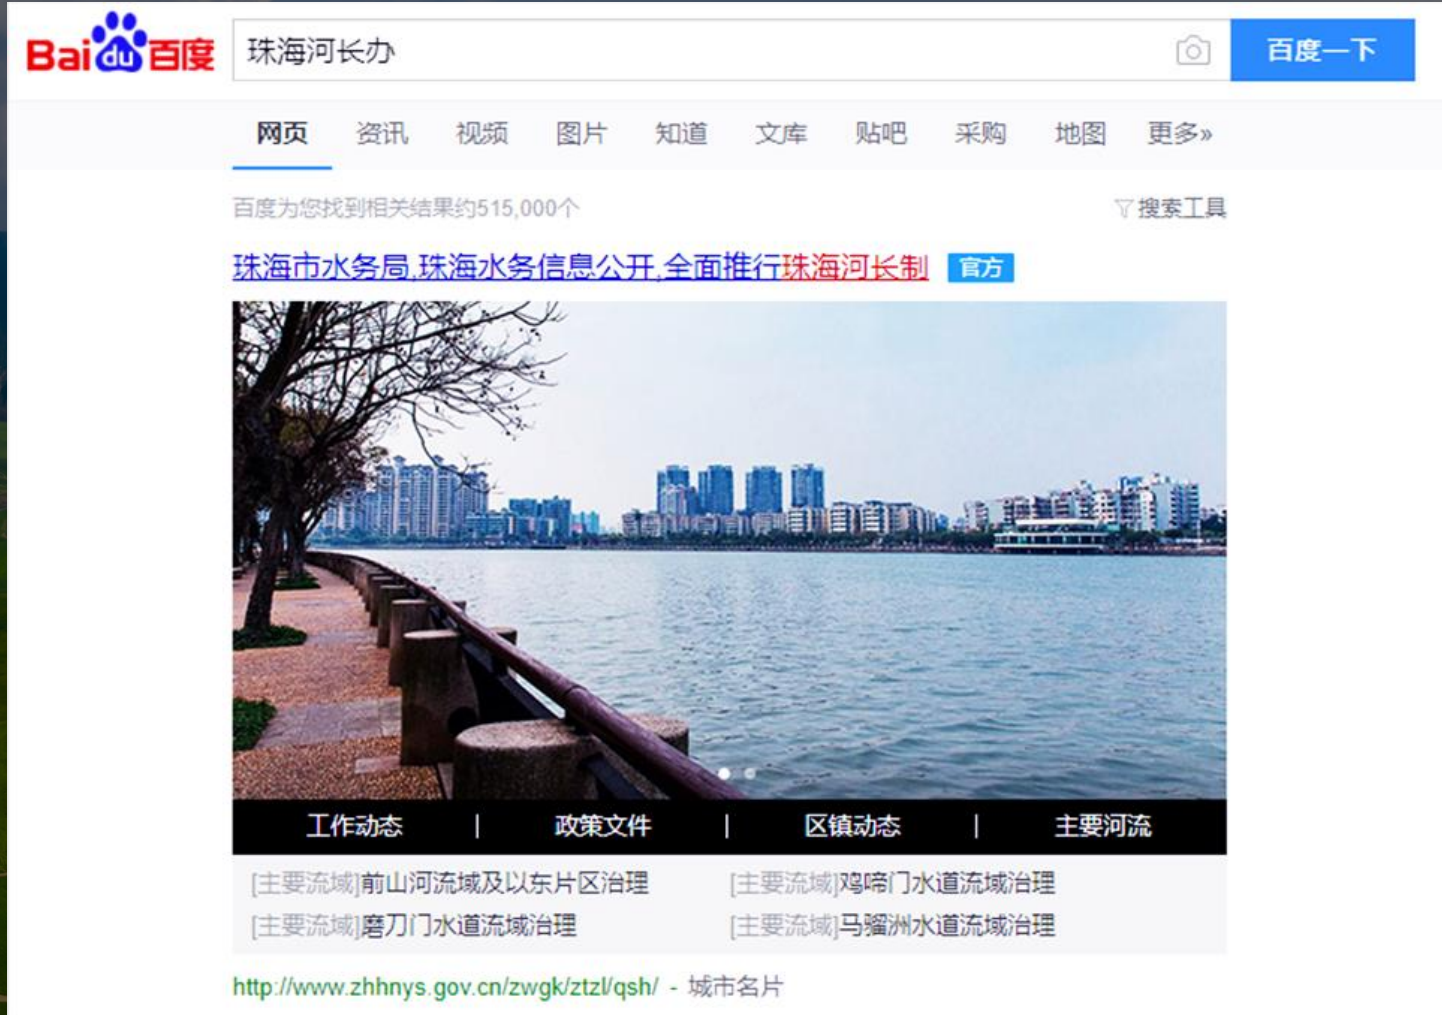 Bai du 百度
珠海河长办
百度一下
网页 资讯 视频 图片 知道 文库 贴吧 采购 地图 更多»
百度为您找到相关结果约515,000个
搜索工具
珠海市水务局,珠海水务信息公开,全面推行珠海河长制 官方
工作动态 | 政策文件 | 区镇动态 | 主要河流
[主要流域]前山河流域及以东片区治理 [主要流域]鸡啼门水道流域治理
[主要流域]磨刀门水道流域治理 [主要流域]马骝洲水道流域治理
http://www.zhhnys.gov.cn/zwgk/ztzl/qsh/ - 城市名片